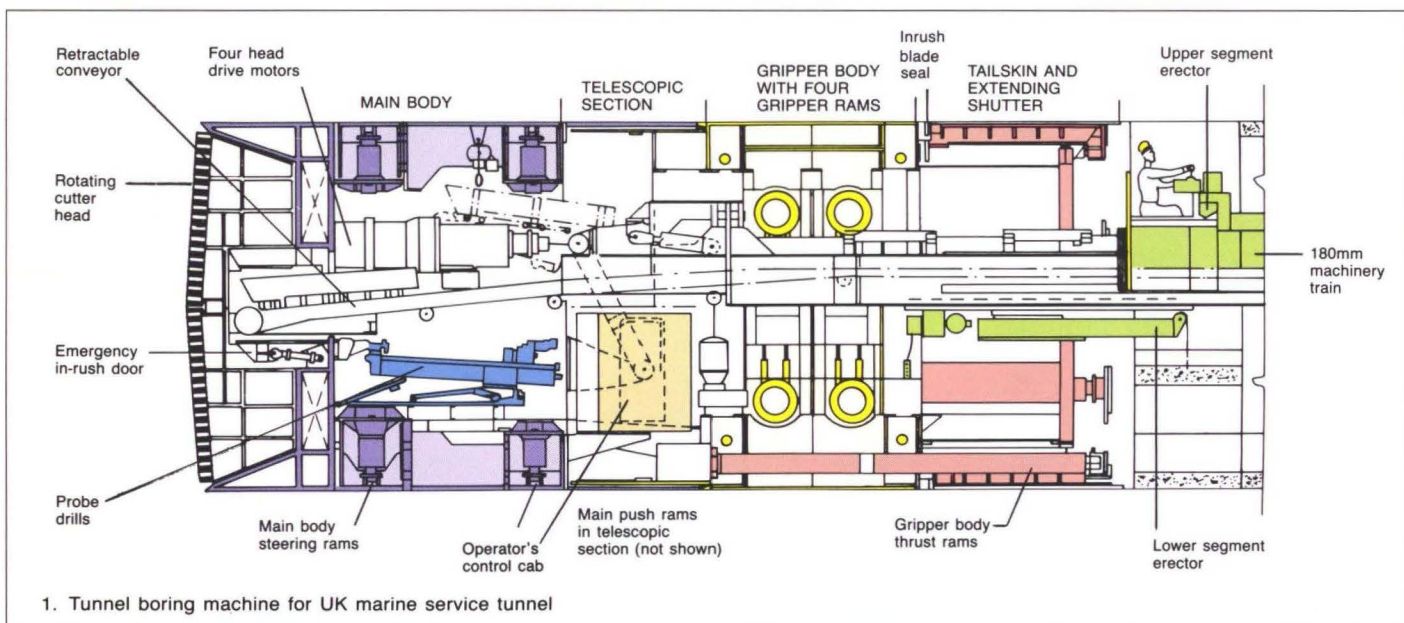 Retractable
conveyor
Four head
drive motors
MAIN BODY
TELESCOPIC
SECTION
GRIPPER BODY
WITH FOUR
GRIPPER RAMS
Inrush
blade
seal
TAILSKIN AND
EXTENDING
SHUTTER
Upper segment
erector
Rotating
cutter
head
180mm
machinery
train
Emergency
in-rush door
Probe
drills
Main body
steering rams
Operator's
control cab
Main push rams
in telescopic
section (not shown)
Gripper body
thrust rams
Lower segment
erector
1. Tunnel boring machine for UK marine service tunnel